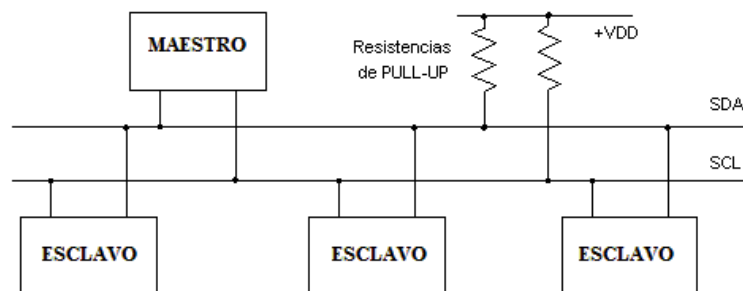 MAESTRO
Resistencias
de PULL-UP
+VDD
SDA
SCL
ESCLAVO
ESCLAVO
ESCLAVO